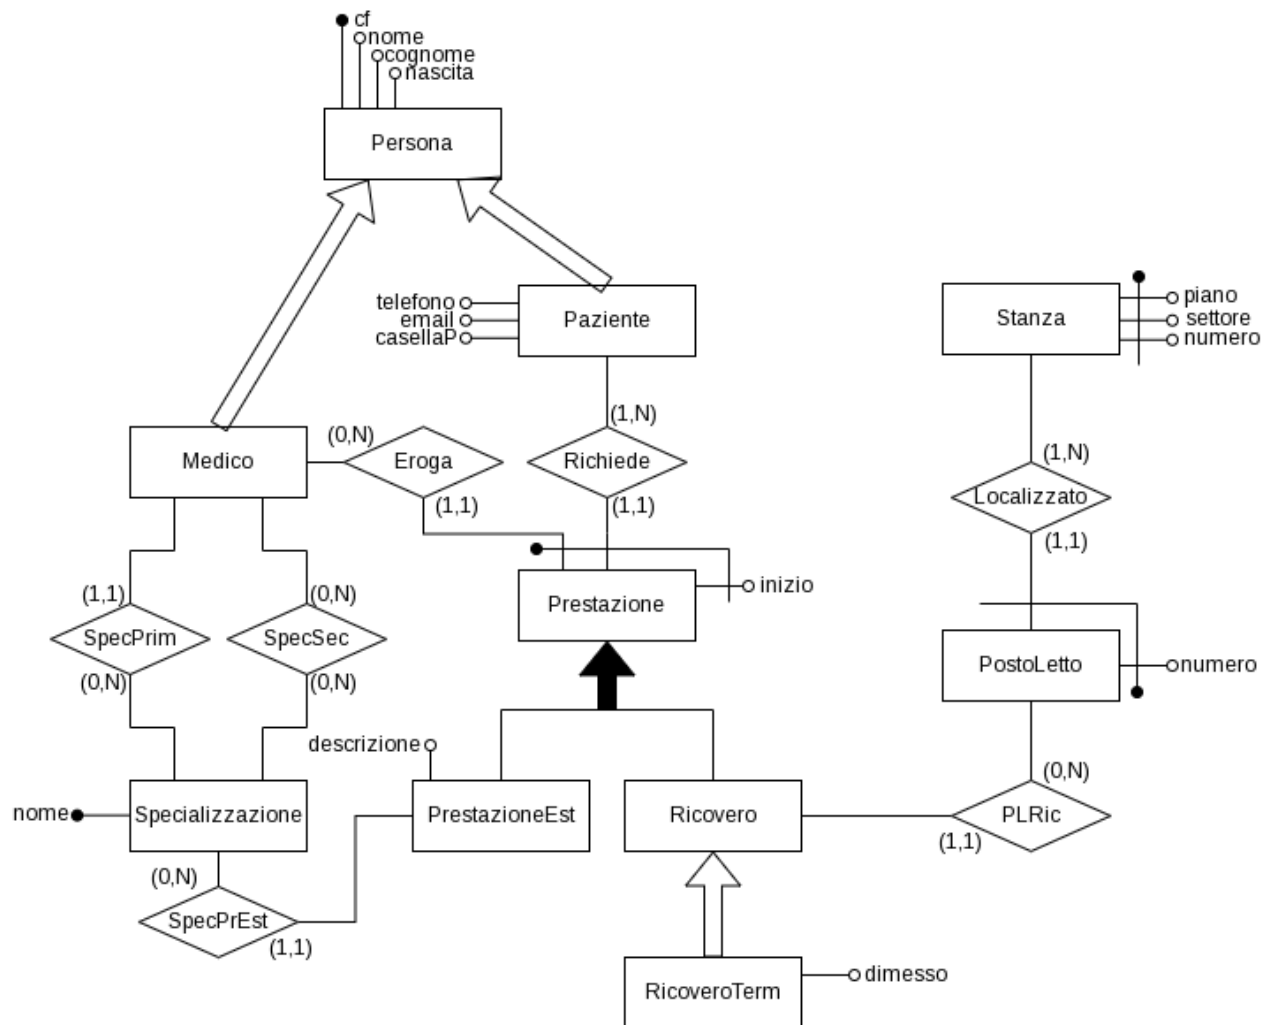 cf
nome
cognome
nascita
Persona
telefono
email
casellaP
Paziente
Stanza
piano
settore
numero
(0,N)
(1,N)
Medico
Eroga
Richiede
(1,N)
(1,1)
(1,1)
Localizzato
(1,1)
Prestazione
inizio
(1,1)
(0,N)
SpecPrim
SpecSec
(0,N)
(0,N)
PostoLetto
numero
descrizione
(0,N)
nome
Specializzazione
PrestazioneEst
Ricovero
PLRic
(1,1)
(0,N)
SpecPrEst
(1,1)
RicoveroTerm
dimesso